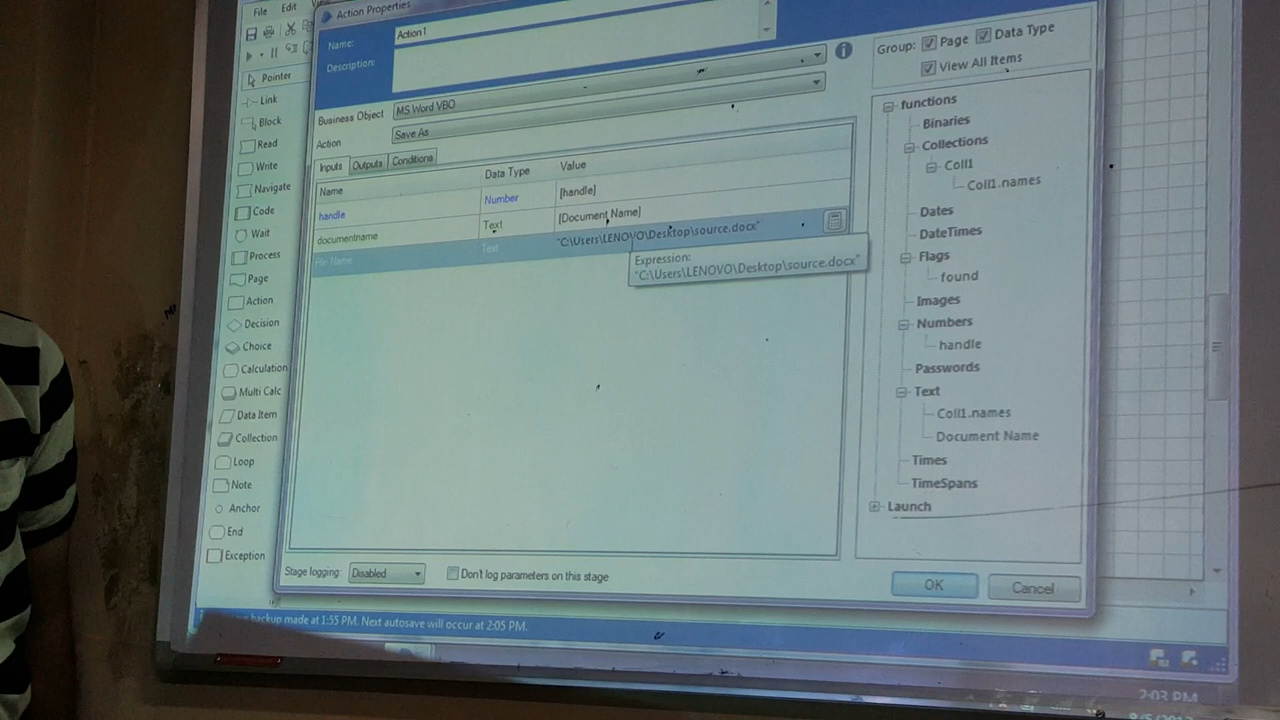 File Edit
Action Properties
Name: Action1
Description:
Business Object MS Word VBO
Action Save As
Inputs Outputs Conditions
Name Data Type Value
handle Number [handle]
documentname Text [Document Name]
File Name Text "C:\Users\LENOVO\Desktop\source.docx"
Expression:
"C:\Users\LENOVO\Desktop\source.docx"
Stage logging: Disabled Don't log parameters on this stage
OK Cancel
Group: Page Data Type
View All Items
functions
Binaries
Collections
Coll1
Coll1.names
Dates
DateTimes
Flags
found
Images
Numbers
handle
Passwords
Text
Coll1.names
Document Name
Times
TimeSpans
Launch
Pointer
Link
Block
Read
Write
Navigate
Code
Wait
Process
Page
Action
Decision
Choice
Calculation
Multi Calc
Data Item
Collection
Loop
Note
Anchor
End
Exception
backup made at 1:55 PM. Next autosave will occur at 2:05 PM.
2:03 PM